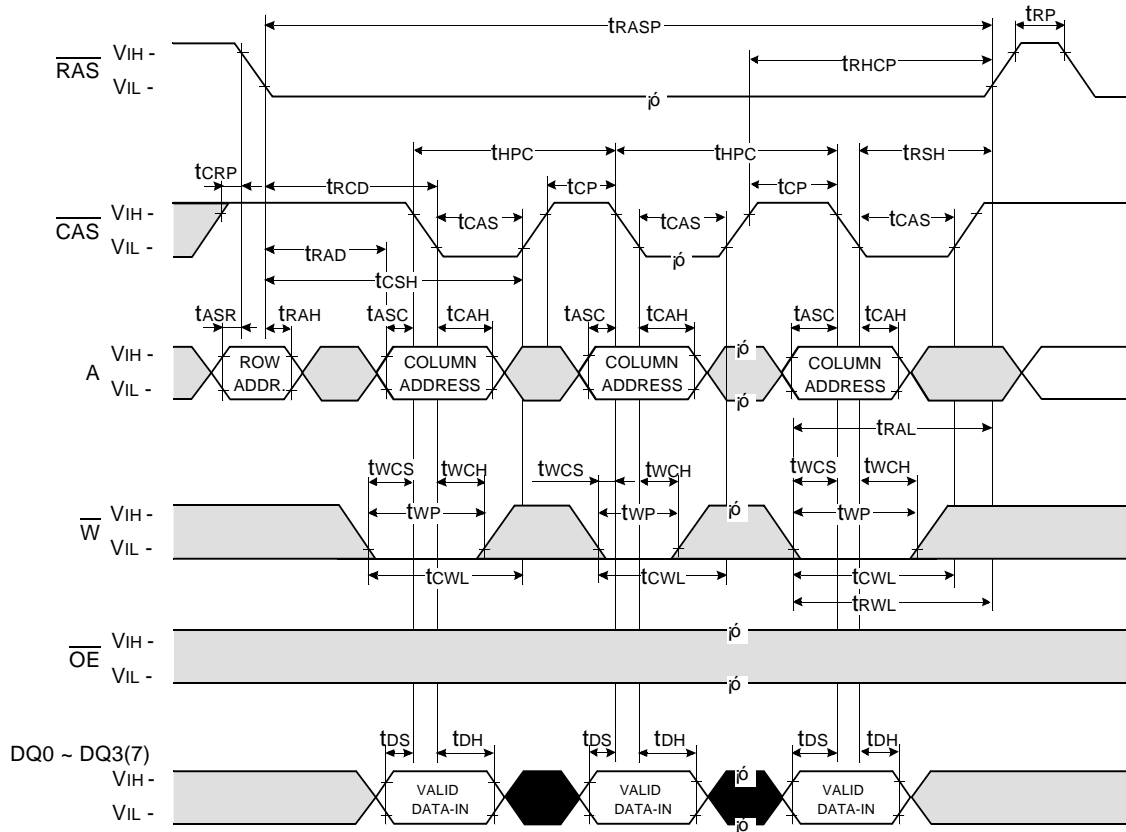 tRASP
tRP
RAS
VIH -
VIL -
tRHCP
¡ó
tHPC
tHPC
tRSH
tCRP
tRCD
tCP
tCP
CAS
VIH -
VIL -
tCAS
tCAS
tCAS
¡ó
tRAD
tCSH
tASR
tRAH
tASC
tCAH
tASC
tCAH
tASC
tCAH
A
VIH -
VIL -
ROW
ADDR.
COLUMN
ADDRESS
COLUMN
ADDRESS
¡ó
¡ó
COLUMN
ADDRESS
tRAL
tWCS
tWCH
tWCS
tWCH
tWCS
tWCH
W
VIH -
VIL -
tWP
tWP
tWP
¡ó
tCWL
tCWL
tCWL
tRWL
OE
VIH -
VIL -
¡ó
¡ó
DQ0 ~ DQ3(7)
tDS
tDH
tDS
tDH
tDS
tDH
VIH -
VIL -
VALID
DATA-IN
VALID
DATA-IN
¡ó
¡ó
VALID
DATA-IN